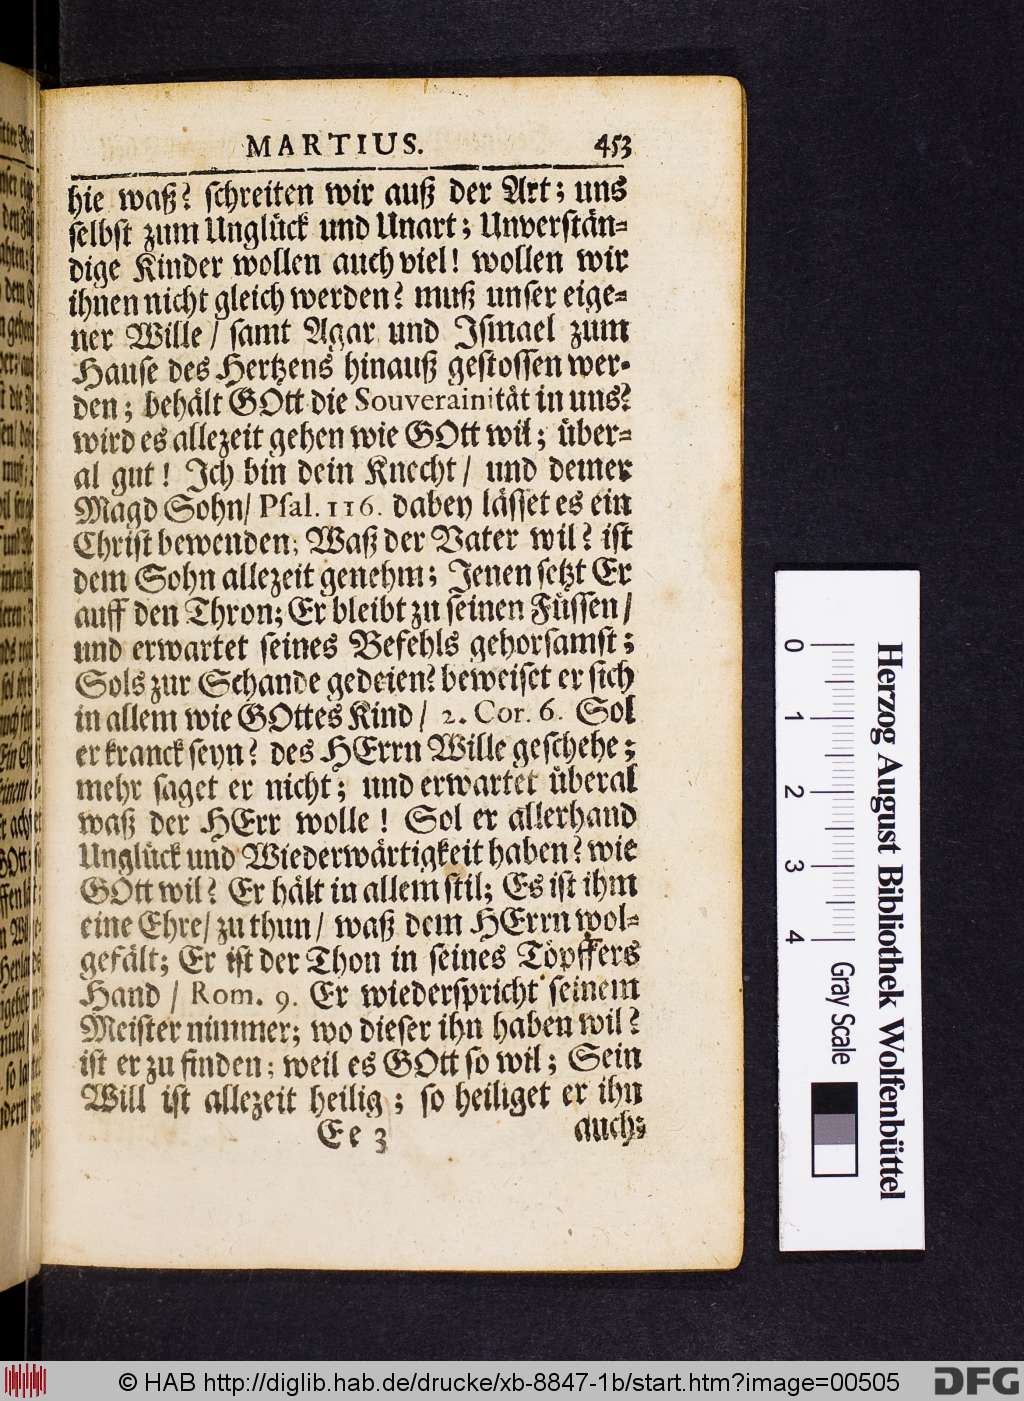 MARTIUS. 453
hie waß? schreiten wir auß der Art; uns
selbst zum Unglück und Unart; Unverstän-
dige Kinder wollen auch viel! wollen wir
ihnen nicht gleich werden? muß unser eige-
ner Wille / samt Agar und Ismael zum
Hause des Hertzens hinauß gestossen wer-
den; behält GOtt die Souverainität in uns?
wird es allezeit gehen wie GOtt wil; über-
al gut! Ich bin dein Knecht / und deiner
Magd Sohn / Psal. 116. dabey lässet es ein
Christ bewenden; Waß der Vater wil? ist
dem Sohn allezeit genehm; Jenen setzt Er
auff den Thron; Er bleibt zu seinen Füssen /
und erwartet seines Befehls gehorsamst;
Sols zur Schande gedeien? beweiset er sich
in allem wie GOttes Kind / 2. Cor. 6. Sol
er kranck seyn? des HErrn Wille geschehe;
mehr saget er nicht; und erwartet überal
waß der HErr wolle! Sol er allerhand
Unglück und Wiederwärtigkeit haben? wie
GOtt wil? Er hält in allem stil; Es ist ihm
eine Ehre / zu thun / waß dem HErrn wol-
gefält; Er ist der Thon in seines Töpffers
Hand / Rom. 9. Er wiederspricht seinem
Meister nimmer; wo dieser ihn haben wil?
ist er zu finden; weil es GOtt so wil; Sein
Will ist allezeit heilig; so heiliget er ihn
Ee 3 auch;
Herzog August Bibliothek Wolfenbüttel
0 1 2 3 4 Gray Scale
© HAB http://diglib.hab.de/drucke/xb-8847-1b/start.htm?image=00505
DFG